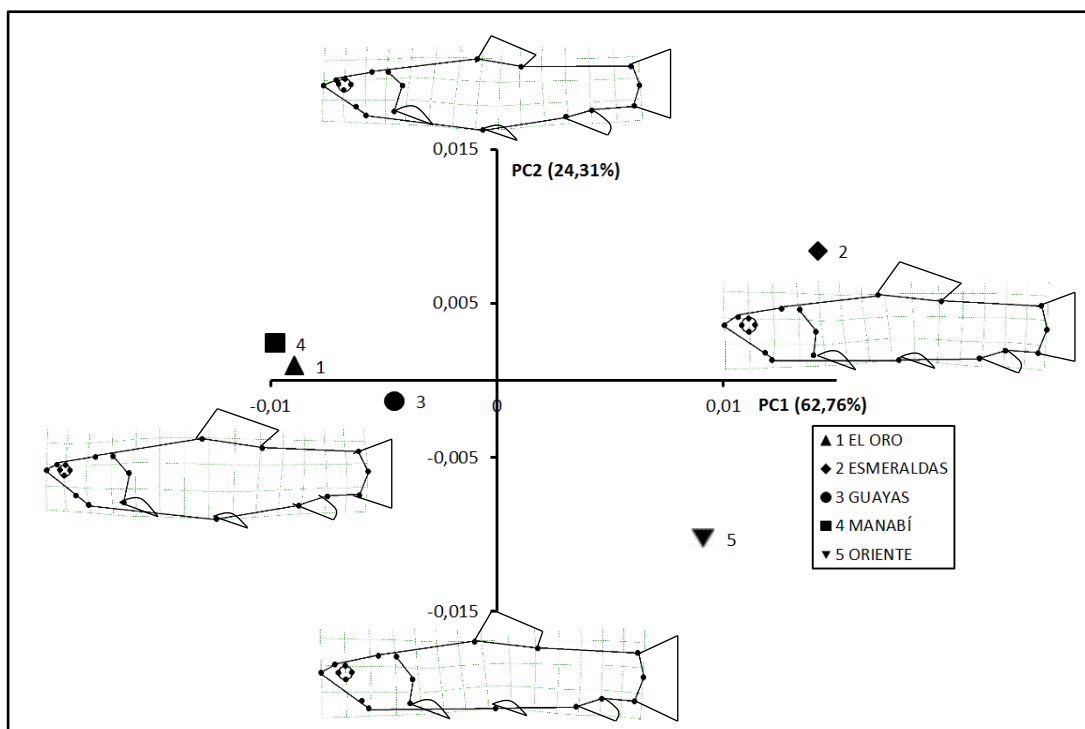 0,015
PC2 (24,31%)
2
0,005
4
1
3
-0,01
0
0,01
PC1 (62,76%)
-0,005
1 EL ORO
2 ESMERALDAS
3 GUAYAS
4 MANABÍ
5 ORIENTE
5
-0,015